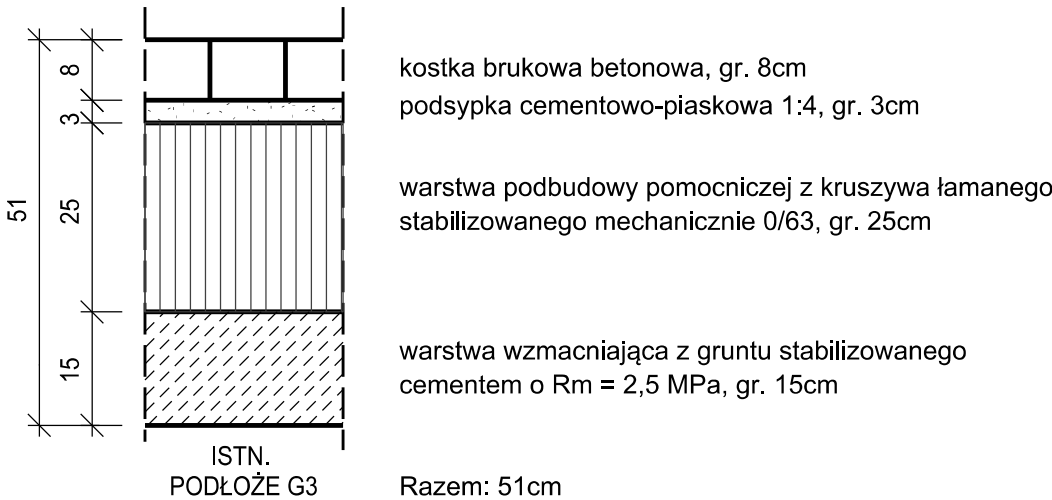 51
8
3
25
15
kostka brukowa betonowa, gr. 8cm
podsypka cementowo-piaskowa 1:4, gr. 3cm
warstwa podbudowy pomocniczej z kruszywa łamanego
stabilizowanego mechanicznie 0/63, gr. 25cm
warstwa wzmacniająca z gruntu stabilizowanego
cementem o Rm = 2,5 MPa, gr. 15cm
ISTN.
PODŁOŻE G3
Razem: 51cm